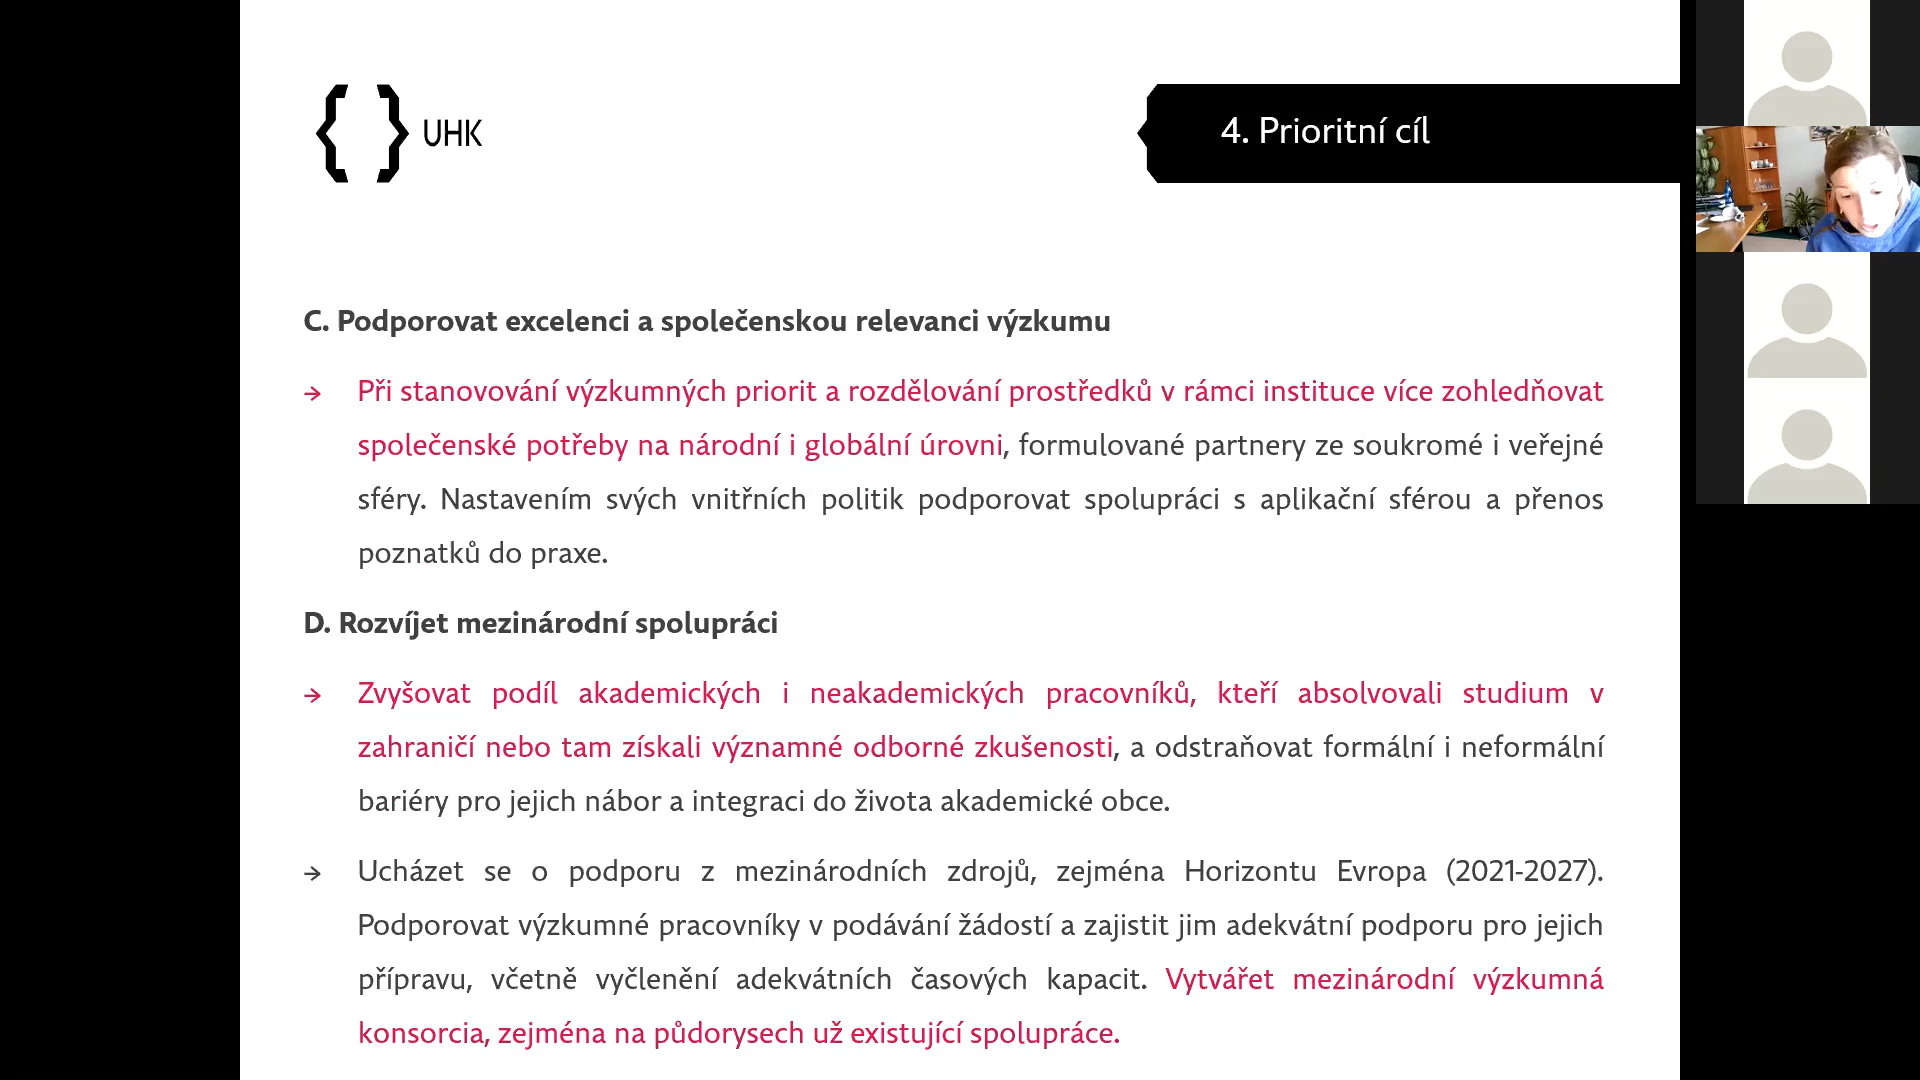 UHK
4. Prioritní cíl
C. Podporovat excelenci a společenskou relevanci výzkumu
→ Při stanovování výzkumných priorit a rozdělování prostředků v rámci instituce více zohledňovat
společenské potřeby na národní i globální úrovni, formulované partnery ze soukromé i veřejné
sféry. Nastavením svých vnitřních politik podporovat spolupráci s aplikační sférou a přenos
poznatků do praxe.
D. Rozvíjet mezinárodní spolupráci
→ Zvyšovat podíl akademických i neakademických pracovníků, kteří absolvovali studium v
zahraničí nebo tam získali významné odborné zkušenosti, a odstraňovat formální i neformální
bariéry pro jejich nábor a integraci do života akademické obce.
→ Ucházet se o podporu z mezinárodních zdrojů, zejména Horizontu Evropa (2021-2027).
Podporovat výzkumné pracovníky v podávání žádostí a zajistit jim adekvátní podporu pro jejich
přípravu, včetně vyčlenění adekvátních časových kapacit. Vytvářet mezinárodní výzkumná
konsorcia, zejména na půdorysech už existující spolupráce.